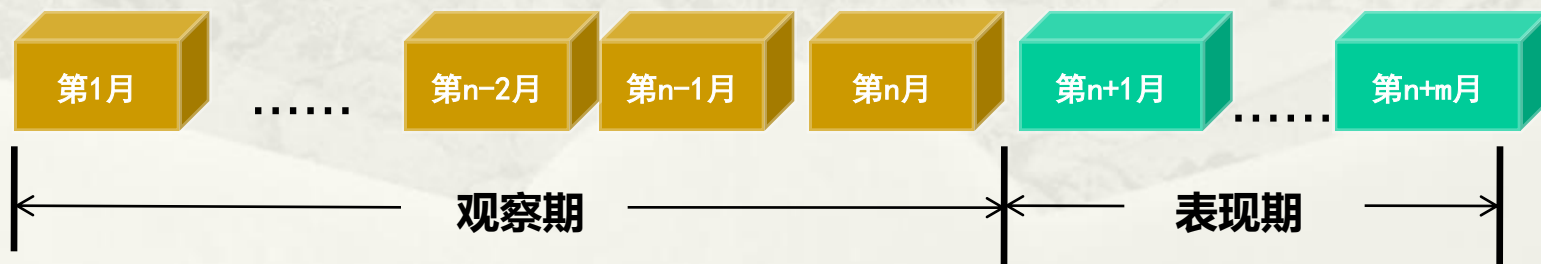 第1月 …… 第n-2月 第n-1月 第n月 第n+1月 …… 第n+m月
观察期 表现期